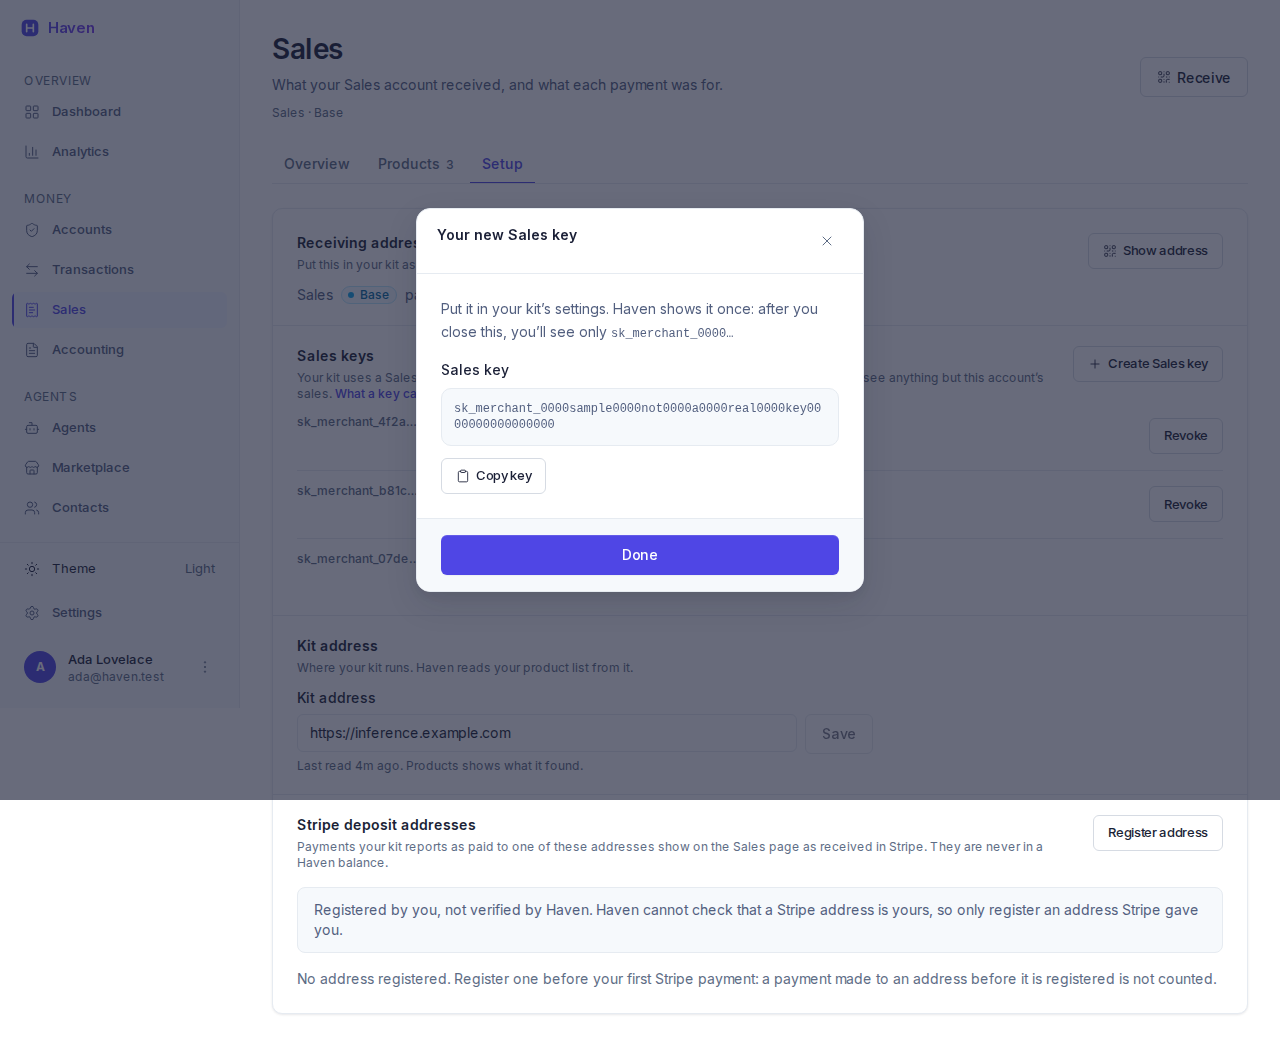 Haven
OVERVIEW
Dashboard
Analytics
MONEY
Accounts
Transactions
Sales
Accounting
AGENTS
Agents
Marketplace
Contacts
Theme Light
Settings
A Ada Lovelace
ada@haven.test
Sales
What your Sales account received, and what each payment was for.
Sales · Base
Receive
Overview Products 3 Setup
Receiving addre
Put this in your kit as
Sales Base pa
Show address
Sales keys
Your kit uses a Sales see anything but this account’s
sales. What a key ca
Create Sales key
sk_merchant_4f2a… Revoke
sk_merchant_b81c… Revoke
sk_merchant_07de…
Your new Sales key
Put it in your kit’s settings. Haven shows it once: after you
close this, you’ll see only sk_merchant_0000…
Sales key
sk_merchant_0000sample0000not0000a0000real0000key00
00000000000000
Copy key
Done
Kit address
Where your kit runs. Haven reads your product list from it.
Kit address
https://inference.example.com Save
Last read 4m ago. Products shows what it found.
Stripe deposit addresses
Payments your kit reports as paid to one of these addresses show on the Sales page as received in Stripe. They are never in a
Haven balance.
Register address
Registered by you, not verified by Haven. Haven cannot check that a Stripe address is yours, so only register an address Stripe gave
you.
No address registered. Register one before your first Stripe payment: a payment made to an address before it is registered is not counted.